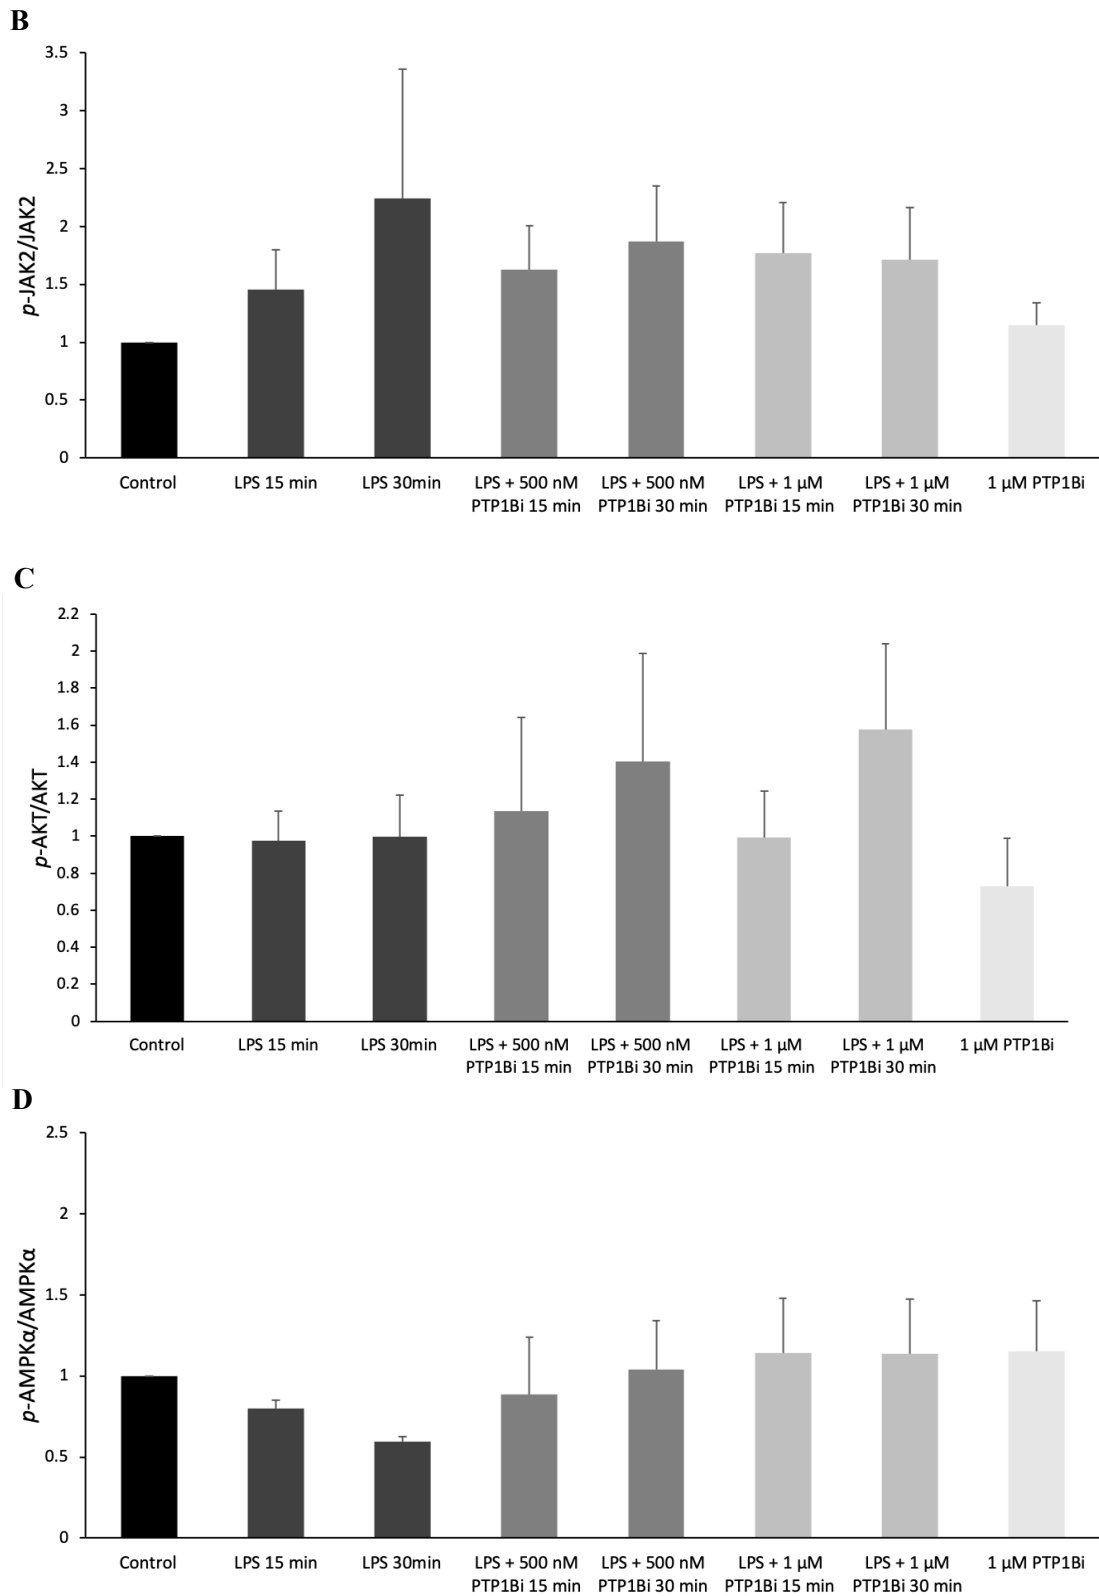 B
3.5
3
2.5
2
1.5
1
0.5
0
p-JAK2/JAK2
Control LPS 15 min LPS 30min LPS + 500 nM LPS + 500 nM LPS + 1 µM LPS + 1 µM 1 µM PTP1Bi
PTP1Bi 15 min PTP1Bi 30 min PTP1Bi 15 min PTP1Bi 30 min
C
2.2
2
1.8
1.6
1.4
1.2
1
0.8
0.6
0.4
0.2
0
p-AKT/AKT
Control LPS 15 min LPS 30min LPS + 500 nM LPS + 500 nM LPS + 1 µM LPS + 1 µM 1 µM PTP1Bi
PTP1Bi 15 min PTP1Bi 30 min PTP1Bi 15 min PTP1Bi 30 min
D
2.5
2
1.5
1
0.5
0
p-AMPKα/AMPKα
Control LPS 15 min LPS 30min LPS + 500 nM LPS + 500 nM LPS + 1 µM LPS + 1 µM 1 µM PTP1Bi
PTP1Bi 15 min PTP1Bi 30 min PTP1Bi 15 min PTP1Bi 30 min